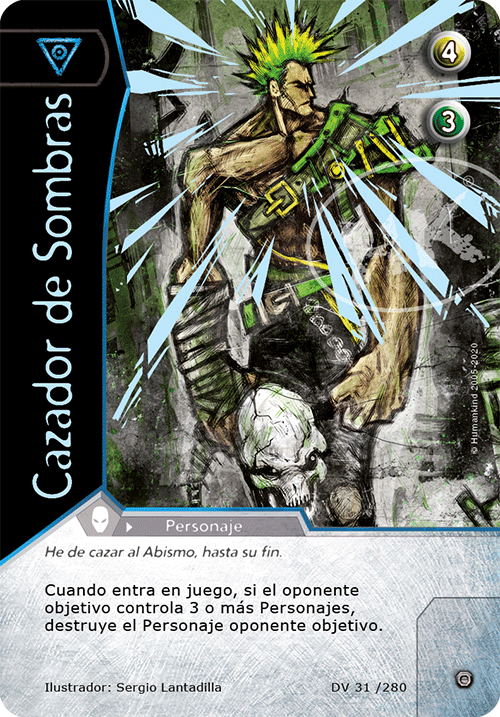 Cazador de Sombras
4
3
© Humankind 2005-2020
Personaje
He de cazar al Abismo, hasta su fin.
Cuando entra en juego, si el oponente
objetivo controla 3 o más Personajes,
destruye el Personaje oponente objetivo.
Ilustrador: Sergio Lantadilla
DV 31 /280